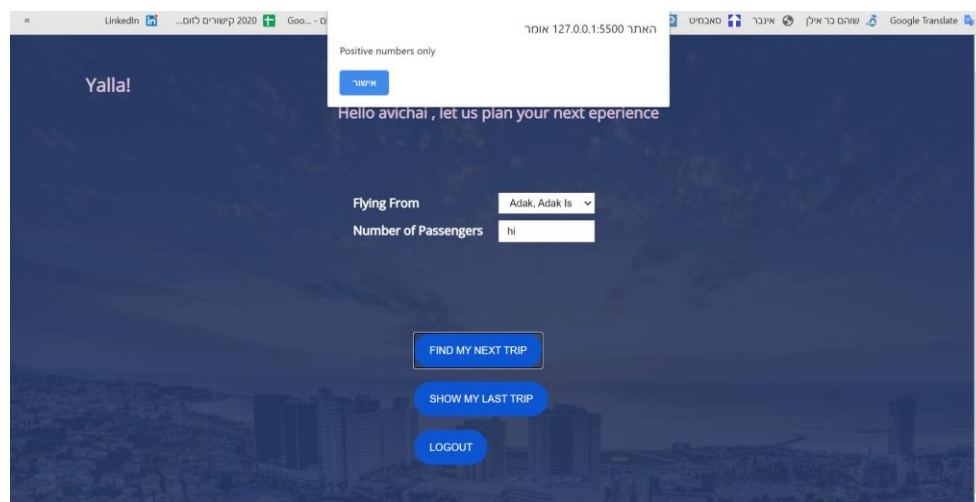 » LinkedIn ...קישורים לזום 2020 Goo... - ם סאבמיט אינבר שוהם בר אילן Google Translate
האתר 127.0.0.1:5500 אומר
Positive numbers only
אישור
Yalla!
Hello avichai , let us plan your next eperience
Flying From Adak, Adak Is
Number of Passengers hi
FIND MY NEXT TRIP
SHOW MY LAST TRIP
LOGOUT